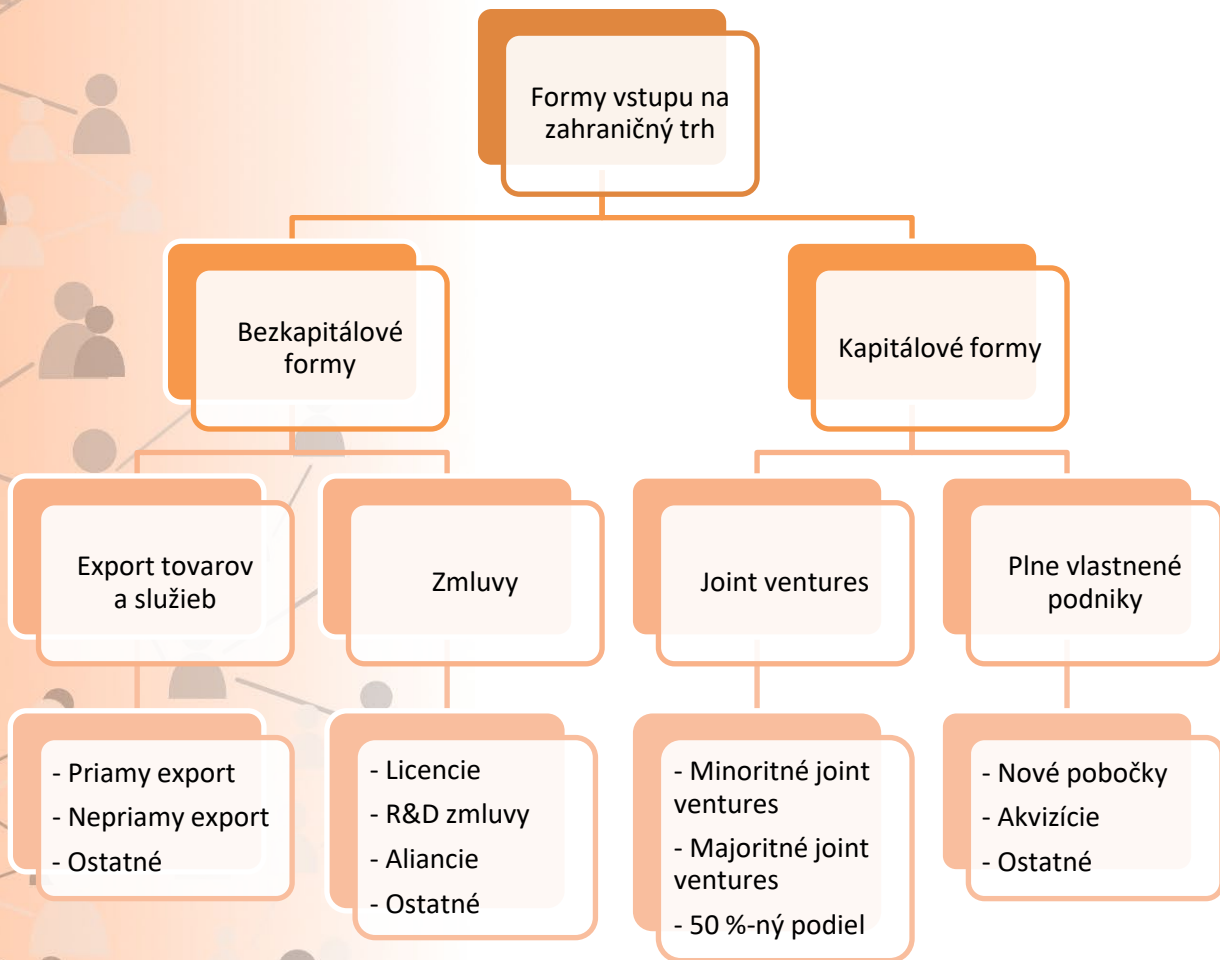 Formy vstupu na
zahraničný trh
Bezkapitálové
formy
Kapitálové formy
Export tovarov
a služieb
Zmluvy
Joint ventures
Plne vlastnené
podniky
- Priamy export
- Nepriamy export
- Ostatné
- Licencie
- R&D zmluvy
- Aliancie
- Ostatné
- Minoritné joint
ventures
- Majoritné joint
ventures
- 50 %-ný podiel
- Nové pobočky
- Akvizície
- Ostatné